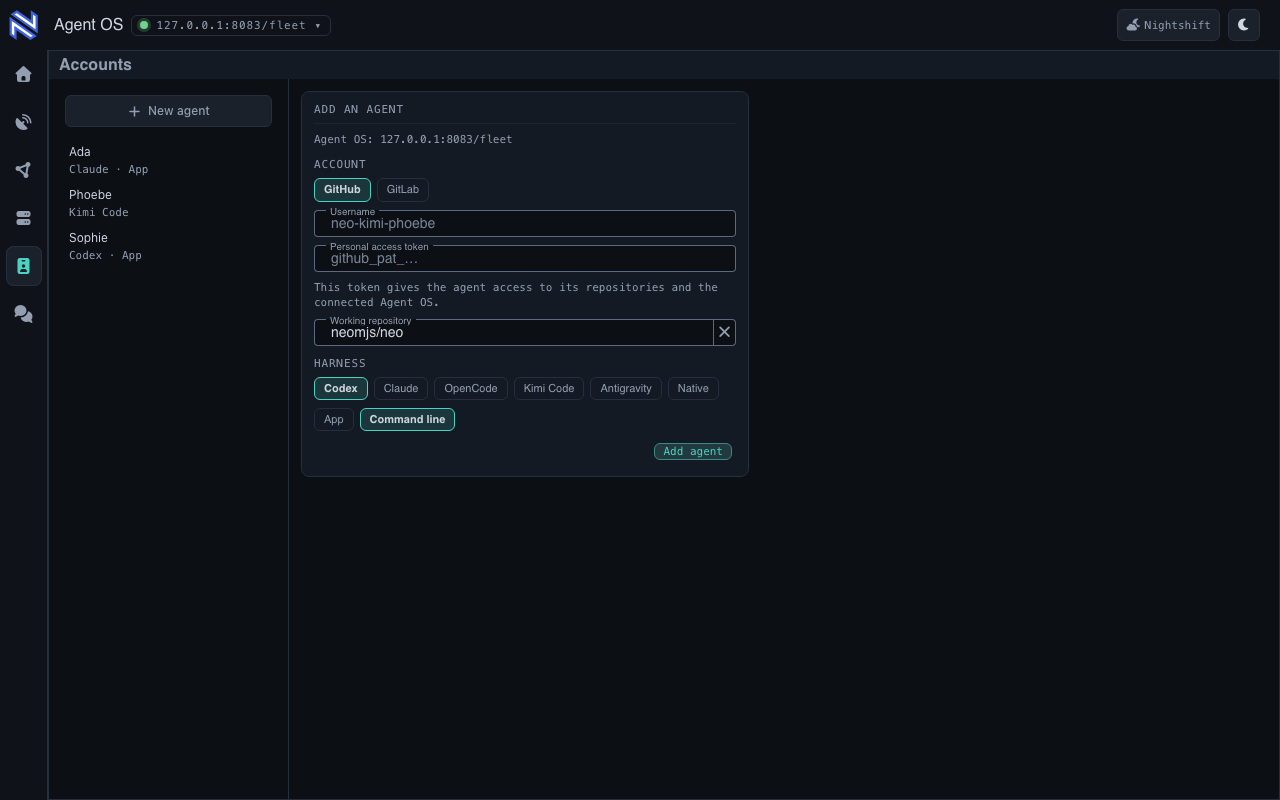 Agent OS
127.0.0.1:8083/fleet ▾
Nightshift
Accounts
New agent
Ada
Claude · App
Phoebe
Kimi Code
Sophie
Codex · App
ADD AN AGENT
Agent OS: 127.0.0.1:8083/fleet
ACCOUNT
GitHub
GitLab
Username
neo-kimi-phoebe
Personal access token
github_pat_…
This token gives the agent access to its repositories and the
connected Agent OS.
Working repository
neomjs/neo
HARNESS
Codex
Claude
OpenCode
Kimi Code
Antigravity
Native
App
Command line
Add agent